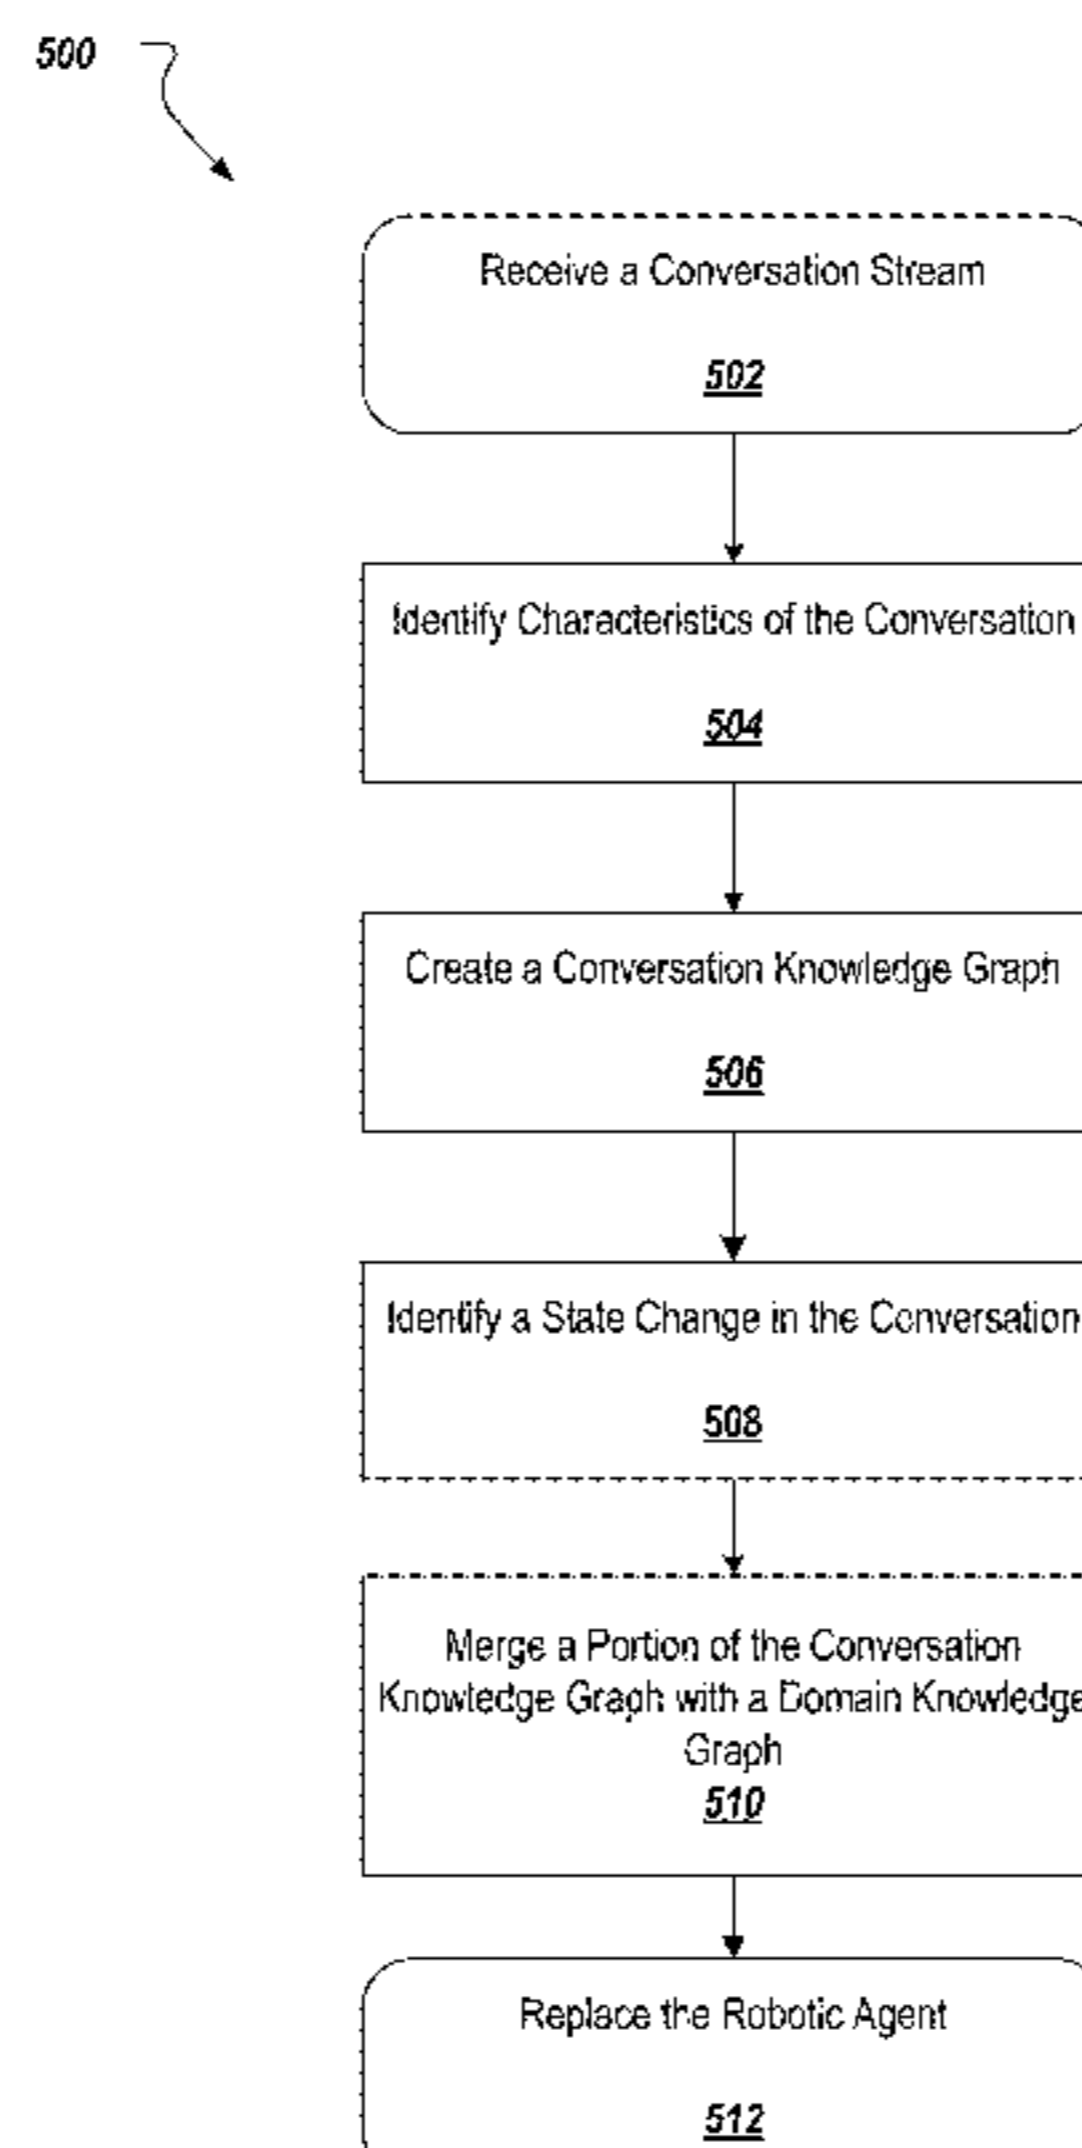 500
Receive a Conversation Stream
502
Identify Characteristics of the Conversation
504
Create a Conversation Knowledge Graph
506
Identify a State Change in the Conversation
508
Merge a Portion of the Conversation
Knowledge Graph with a Domain Knowledge
Graph
510
Replace the Robotic Agent
512